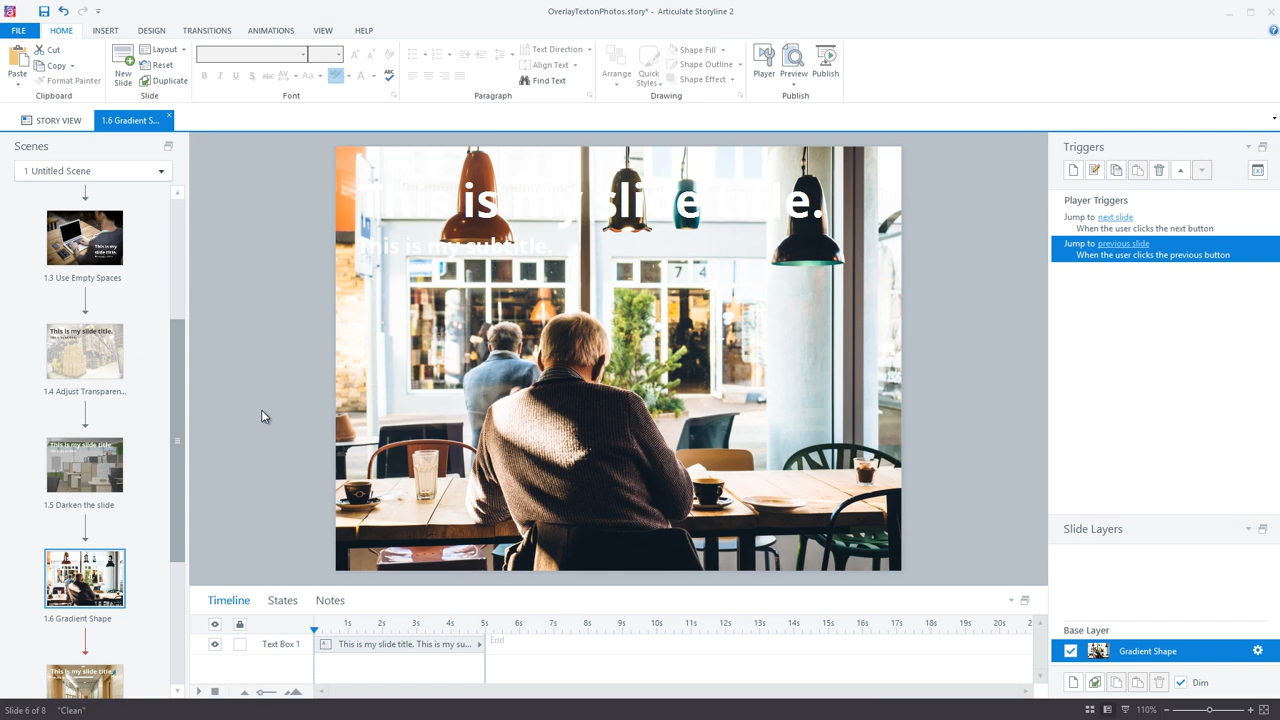 OverlayTextonPhotos.story* - Articulate Storyline 2
FILE HOME INSERT DESIGN TRANSITIONS ANIMATIONS VIEW HELP
Paste
Cut
Copy
Format Painter
Clipboard
New Slide
Layout
Reset
Duplicate
Slide
Font
Text Direction
Align Text
Find Text
Paragraph
Arrange
Quick Styles
Shape Fill
Shape Outline
Shape Effect
Drawing
Player
Preview
Publish
Publish
STORY VIEW
1.6 Gradient S...
Scenes
1 Untitled Scene
This is my
slide title.
1.3 Use Empty Spaces
This is my slide title.
1.4 Adjust Transparen...
This is my slide title.
1.5 Darken the slide
1.6 Gradient Shape
This is my slide title.
This is my slide title.
This is my subtitle.
7 4
Timeline States Notes
1s 2s 3s 4s 5s 6s 7s 8s 9s 10s 11s 12s 13s 14s 15s 16s 17s 18s 19s 20s 2
Text Box 1
This is my slide title. This is my su...
End
Triggers
Player Triggers
Jump to next slide
When the user clicks the next button
Jump to previous slide
When the user clicks the previous button
Slide Layers
Base Layer
Gradient Shape
Dim
Slide 6 of 8 "Clean"
110%